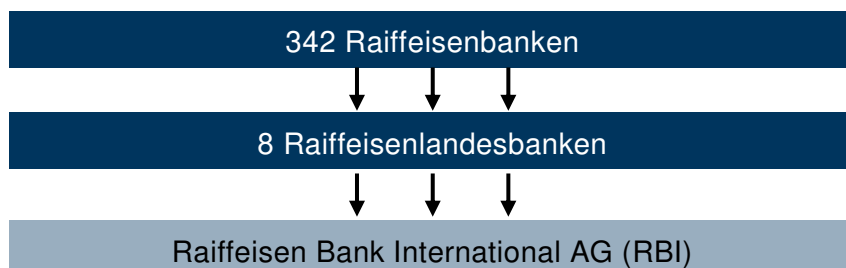 342 Raiffeisenbanken
8 Raiffeisenlandesbanken
Raiffeisen Bank International AG (RBI)